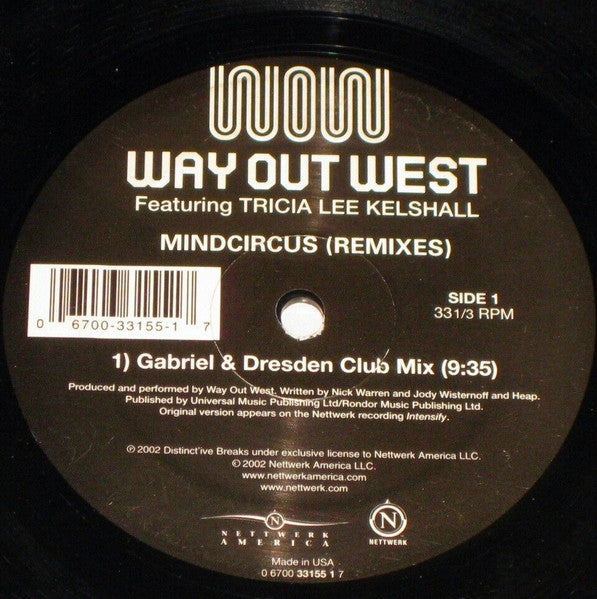 WOW
WAY OUT WEST
Featuring TRICIA LEE KELSHALL
MINDCIRCUS (REMIXES)
0 6700-33155-1 7
SIDE 1
33 1/3 RPM
1) Gabriel & Dresden Club Mix (9:35)
Produced and performed by Way Out West. Written by Nick Warren and Jody Wisternoff and Heap.
Published by Universal Music Publishing Ltd/Rondor Music Publishing Ltd.
Original version appears on the Nettwerk recording Intensify.
℗ 2002 Distinct'ive Breaks under exclusive license to Nettwerk America LLC.
© 2002 Nettwerk America LLC.
www.nettwerkamerica.com
www.nettwerk.com
N
NETTWERK
AMERICA
N
NETTWERK
Made in USA
0 6700 33155 1 7